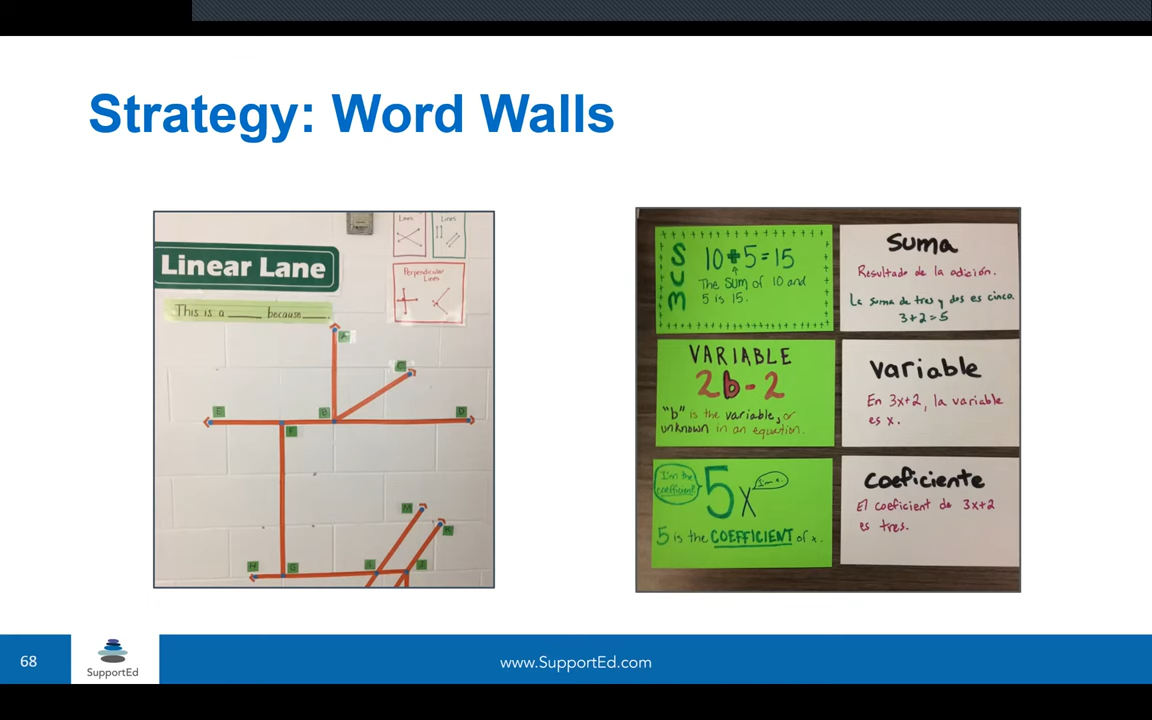 Strategy: Word Walls
Lines
Lines
Perpendicular
Lines
Linear Lane
This is a ____ because ____.
A
C
E
B
D
F
M
K
H
G
J
SUM
10 + 5 = 15
The Sum of 10 and
5 is 15.
Suma
Resultado de la adición.
La suma de tres y dos es cinco.
3+2=5
VARIABLE
2b - 2
"b" is the variable, or
unknown in an equation.
variable
En 3x+2, la variable
es x.
I'm the
coefficient!
5x
I'm x.
5 is the COEFFICIENT of x.
coeficiente
El coeficient de 3x+2
es tres.
68
SupportEd
www.SupportEd.com